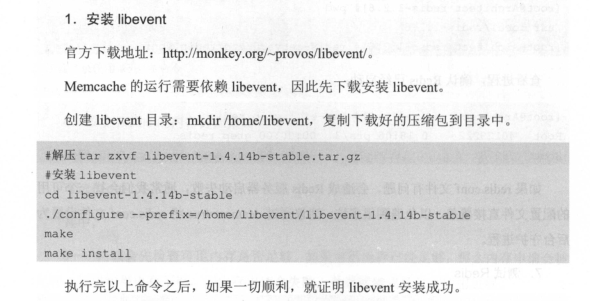 1．安装 libevent
官方下载地址：http://monkey.org/~provos/libevent/。
Memcache 的运行需要依赖 libevent，因此先下载安装 libevent。
创建 libevent 目录：mkdir /home/libevent，复制下载好的压缩包到目录中。
#解压 tar zxvf libevent-1.4.14b-stable.tar.gz
#安装 libevent
cd libevent-1.4.14b-stable
./configure --prefix=/home/libevent/libevent-1.4.14b-stable
make
make install
执行完以上命令之后，如果一切顺利，就证明 libevent 安装成功。